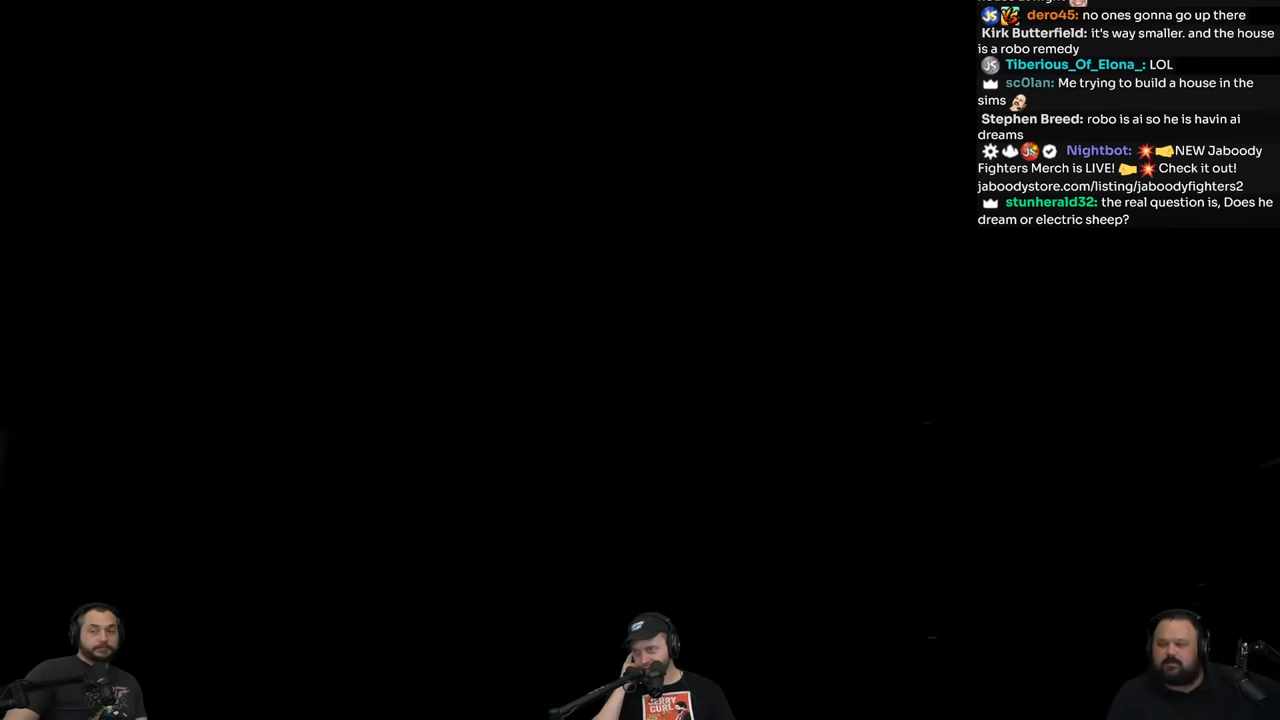 dero45: no ones gonna go up there
Kirk Butterfield: it's way smaller. and the house
is a robo remedy
Tiberious_Of_Elona_: LOL
sc0lan: Me trying to build a house in the
sims
Stephen Breed: robo is ai so he is havin ai
dreams
Nightbot: NEW Jaboody
Fighters Merch is LIVE! Check it out!
jaboodystore.com/listing/jaboodyfighters2
stunherald32: the real question is, Does he
dream or electric sheep?
JERRY
CURL